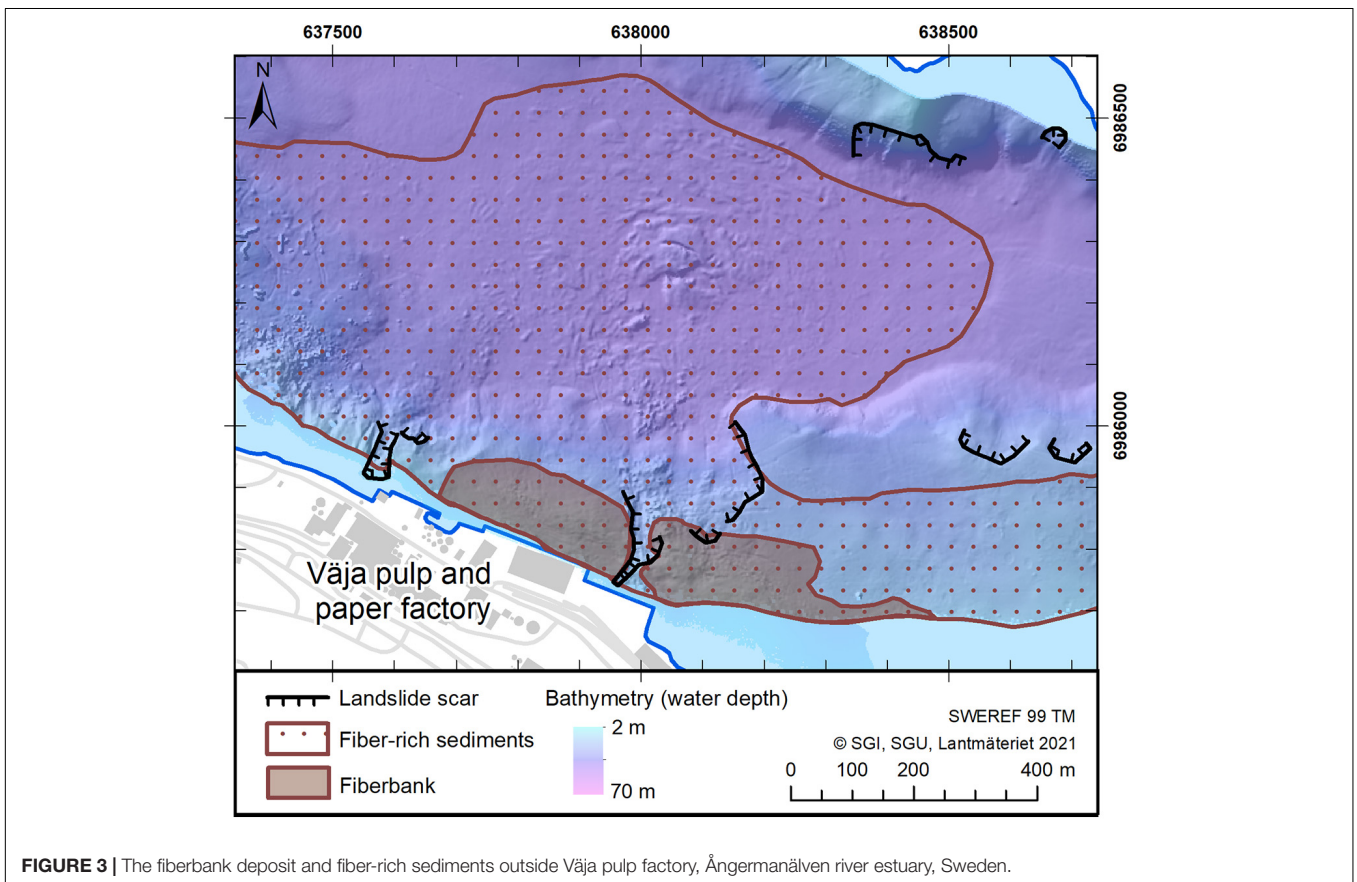 637500 638000 638500
N
6986500
6986000
Väja pulp and
paper factory
Landslide scar
Fiber-rich sediments
Fiberbank
Bathymetry (water depth)
2 m
70 m
SWEREF 99 TM
© SGI, SGU, Lantmäteriet 2021
0 100 200 400 m
FIGURE 3 | The fiberbank deposit and fiber-rich sediments outside Väja pulp factory, Ångermanälven river estuary, Sweden.